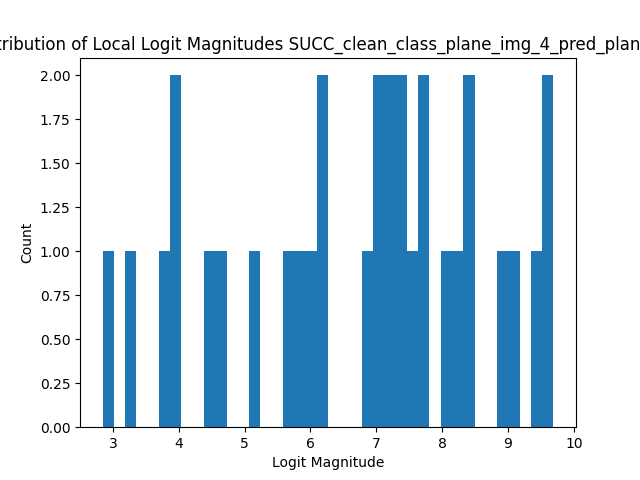 tribution of Local Logit Magnitudes SUCC_clean_class_plane_img_4_pred_plan
2.00
1.75
1.50
1.25
1.00
0.75
0.50
0.25
0.00
Count
3 4 5 6 7 8 9 10
Logit Magnitude